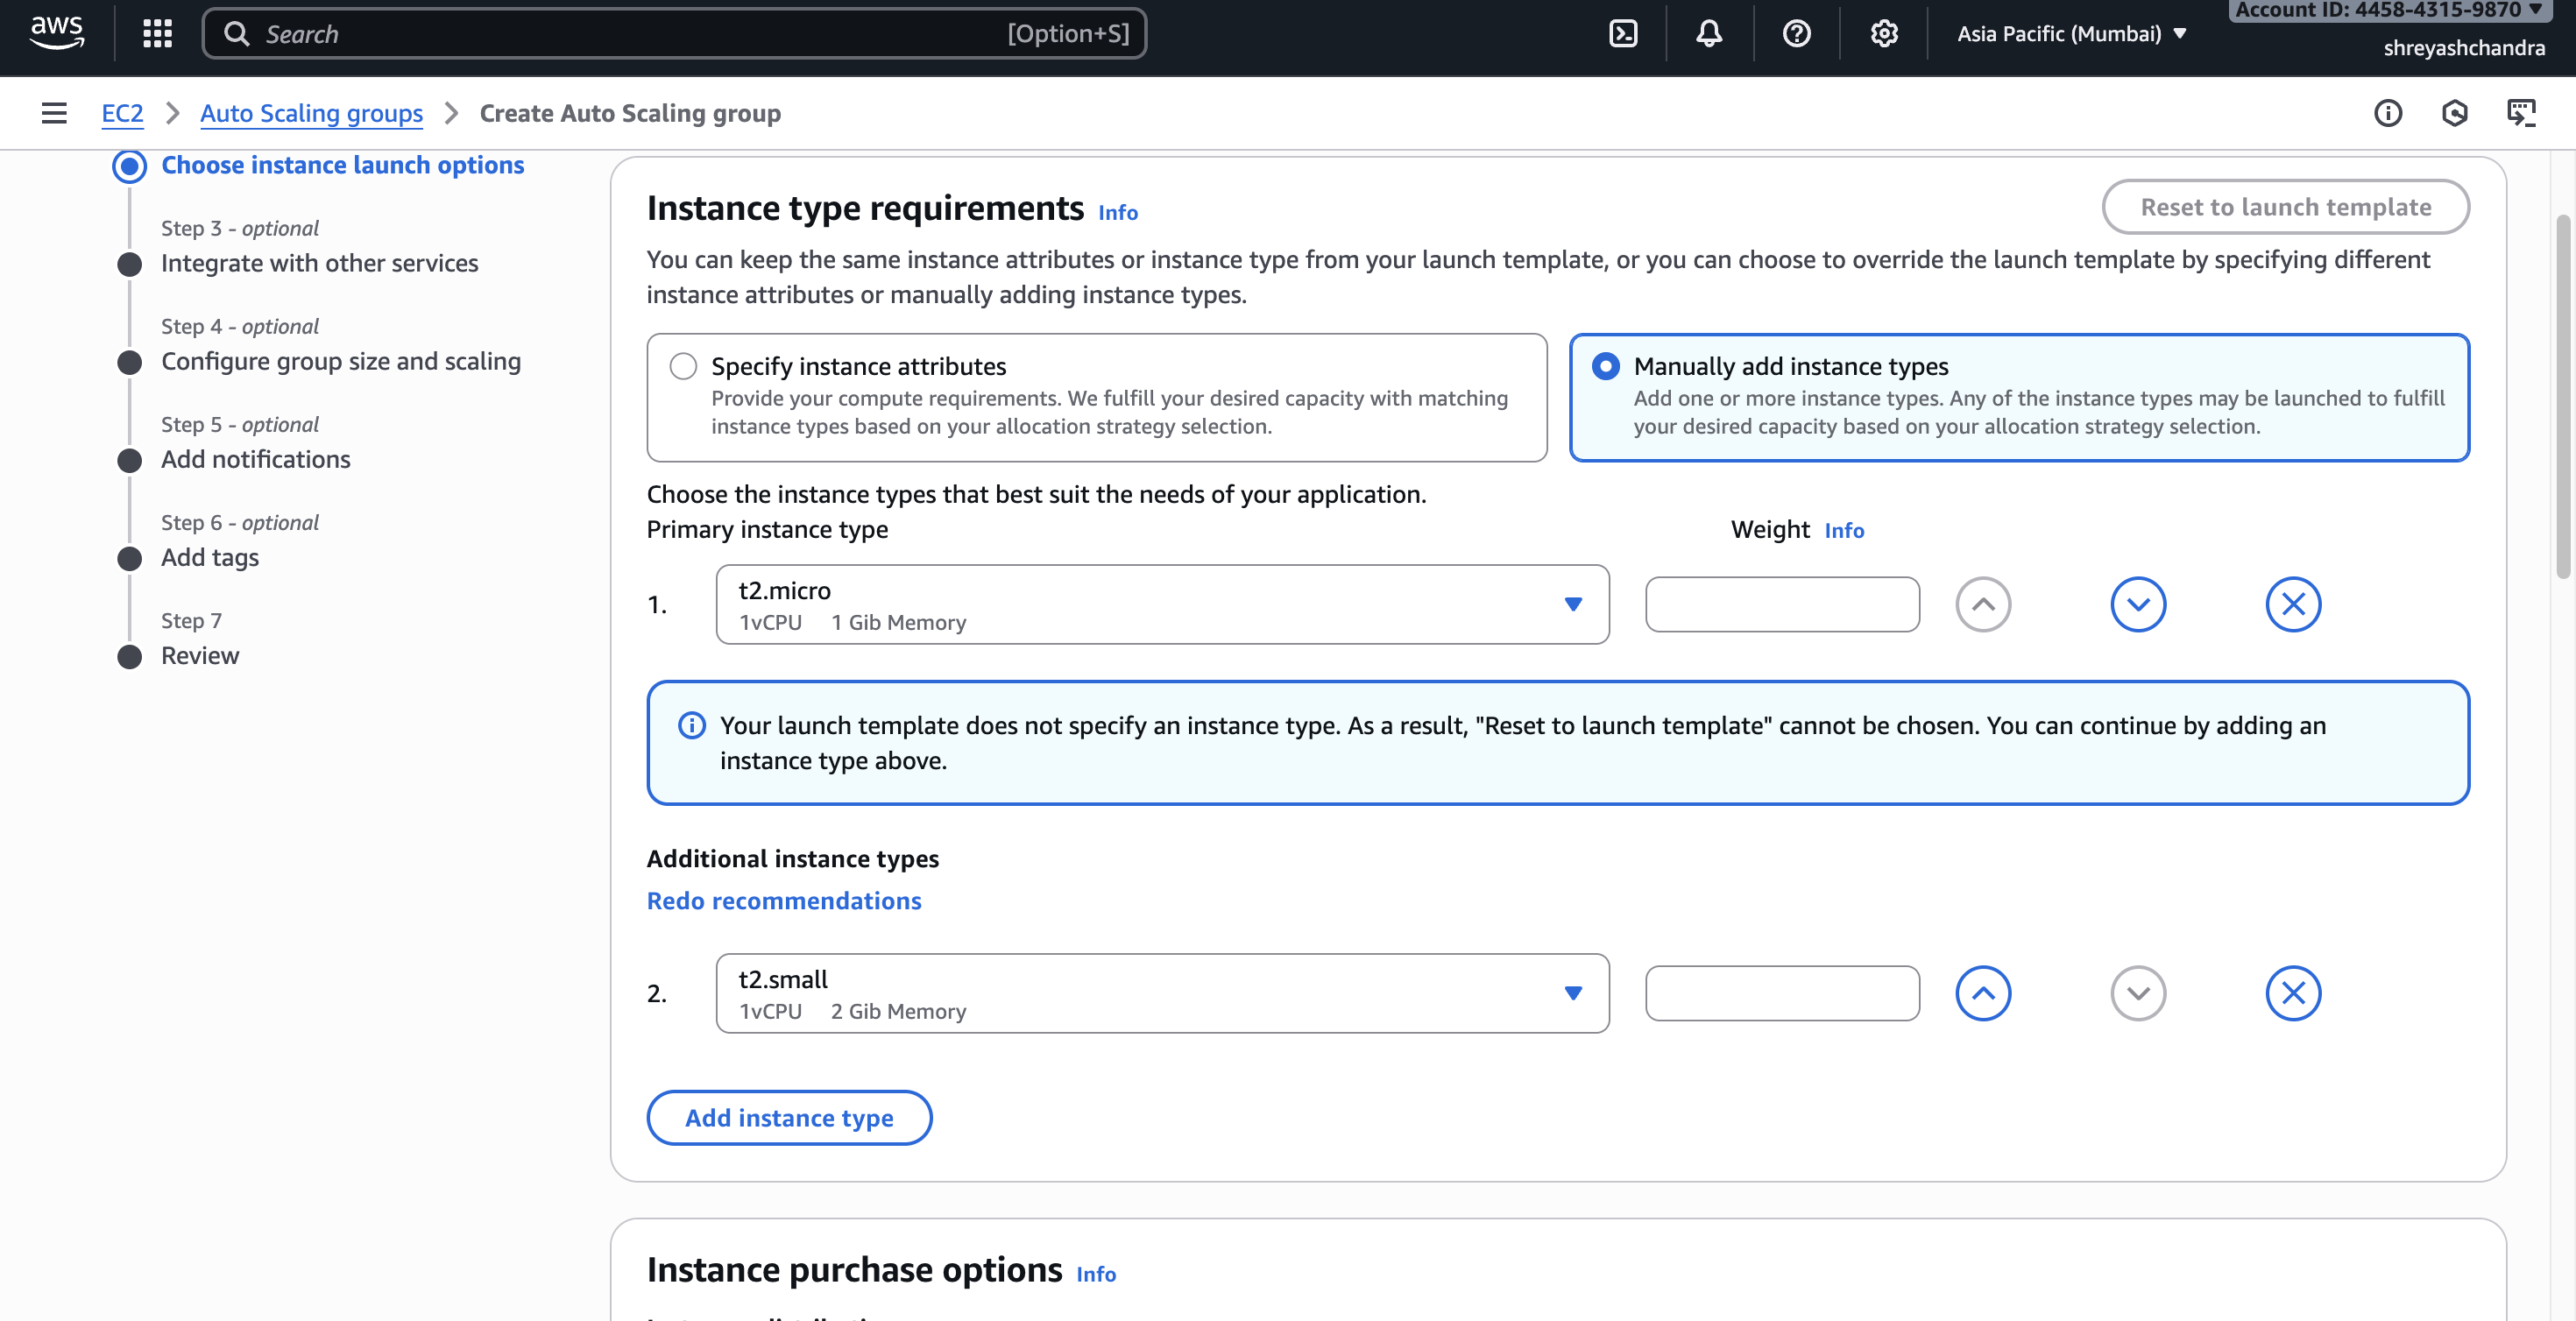 aws
Search
[Option+S]
Asia Pacific (Mumbai)
Account ID: 4458-4315-9870
shreyashchandra
EC2
Auto Scaling groups
Create Auto Scaling group
Choose instance launch options
Step 3 - optional
Integrate with other services
Step 4 - optional
Configure group size and scaling
Step 5 - optional
Add notifications
Step 6 - optional
Add tags
Step 7
Review
Instance type requirements Info
Reset to launch template
You can keep the same instance attributes or instance type from your launch template, or you can choose to override the launch template by specifying different
instance attributes or manually adding instance types.
Specify instance attributes
Provide your compute requirements. We fulfill your desired capacity with matching
instance types based on your allocation strategy selection.
Manually add instance types
Add one or more instance types. Any of the instance types may be launched to fulfill
your desired capacity based on your allocation strategy selection.
Choose the instance types that best suit the needs of your application.
Primary instance type
Weight Info
1.
t2.micro
1vCPU 1 Gib Memory
Your launch template does not specify an instance type. As a result, "Reset to launch template" cannot be chosen. You can continue by adding an
instance type above.
Additional instance types
Redo recommendations
2.
t2.small
1vCPU 2 Gib Memory
Add instance type
Instance purchase options Info